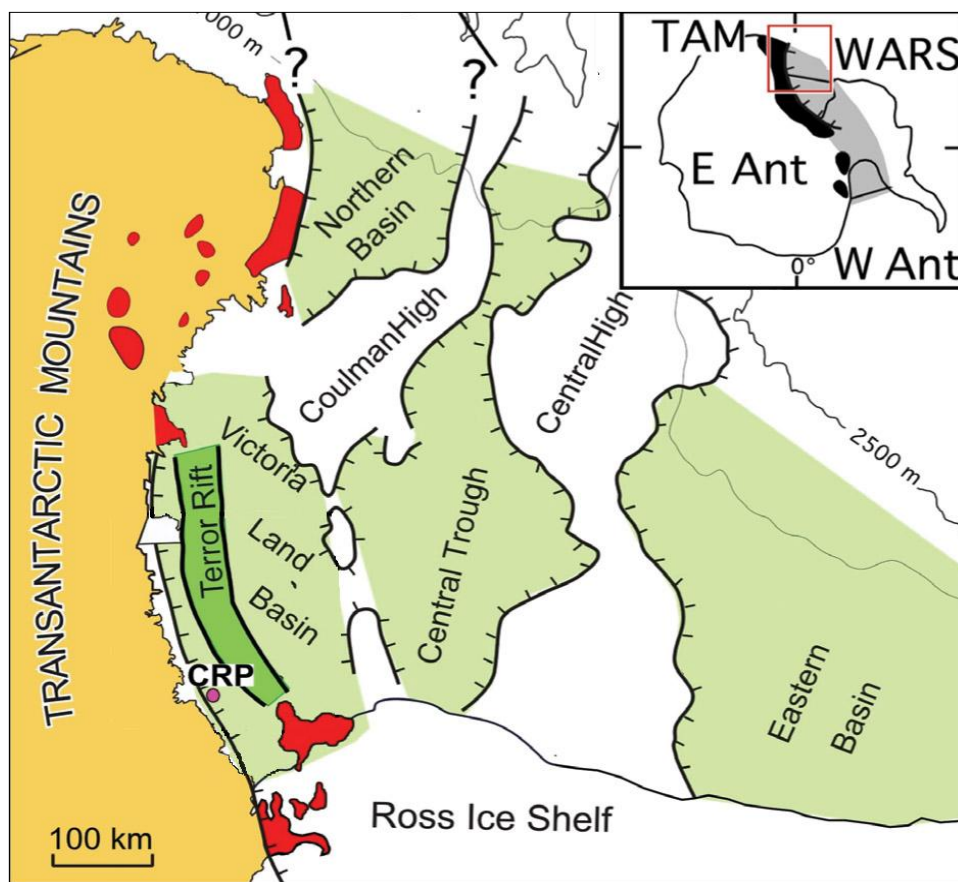 000 m
?
?
TAM
WARS
E Ant
W Ant
0°
Northern
Basin
CoulmanHigh
CentralHigh
2500 m
TRANSANTARCTIC MOUNTAINS
Victoria
Land
Basin
Terror Rift
Central Trough
Eastern
Basin
CRP
Ross Ice Shelf
100 km